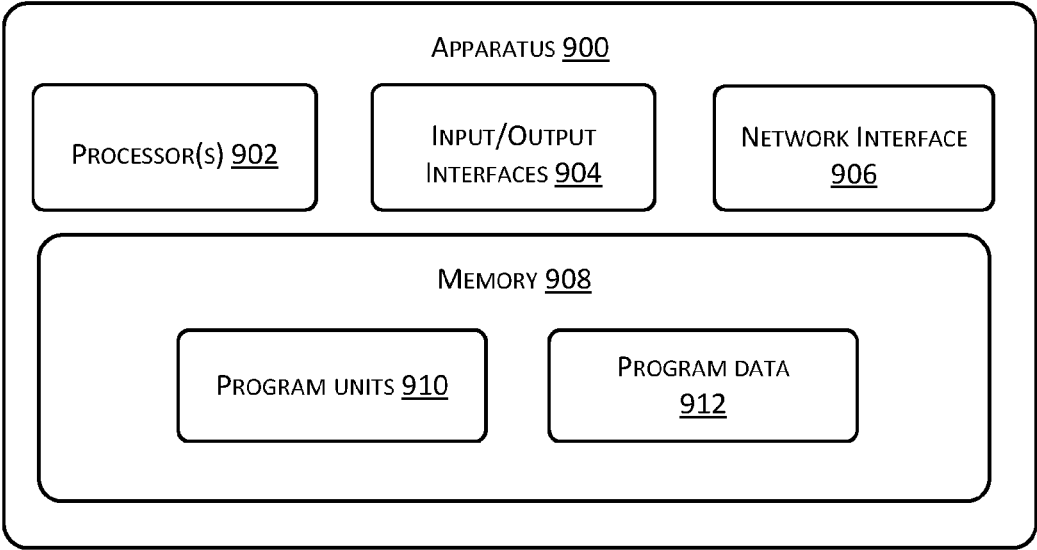 Apparatus 900
Processor(s) 902
Input/Output
Interfaces 904
Network Interface
906
Memory 908
Program units 910
Program data
912